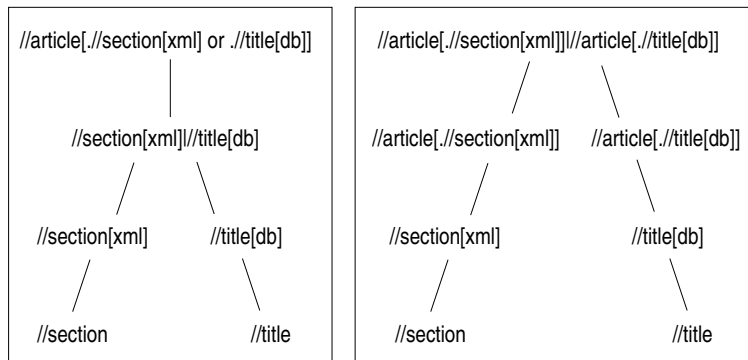 //article[.//section[xml] or .//title[db]]
//section[xml]|//title[db]
//section[xml]
//title[db]
//section
//title
//article[.//section[xml]]|//article[.//title[db]]
//article[.//section[xml]]
//article[.//title[db]]
//section[xml]
//title[db]
//section
//title